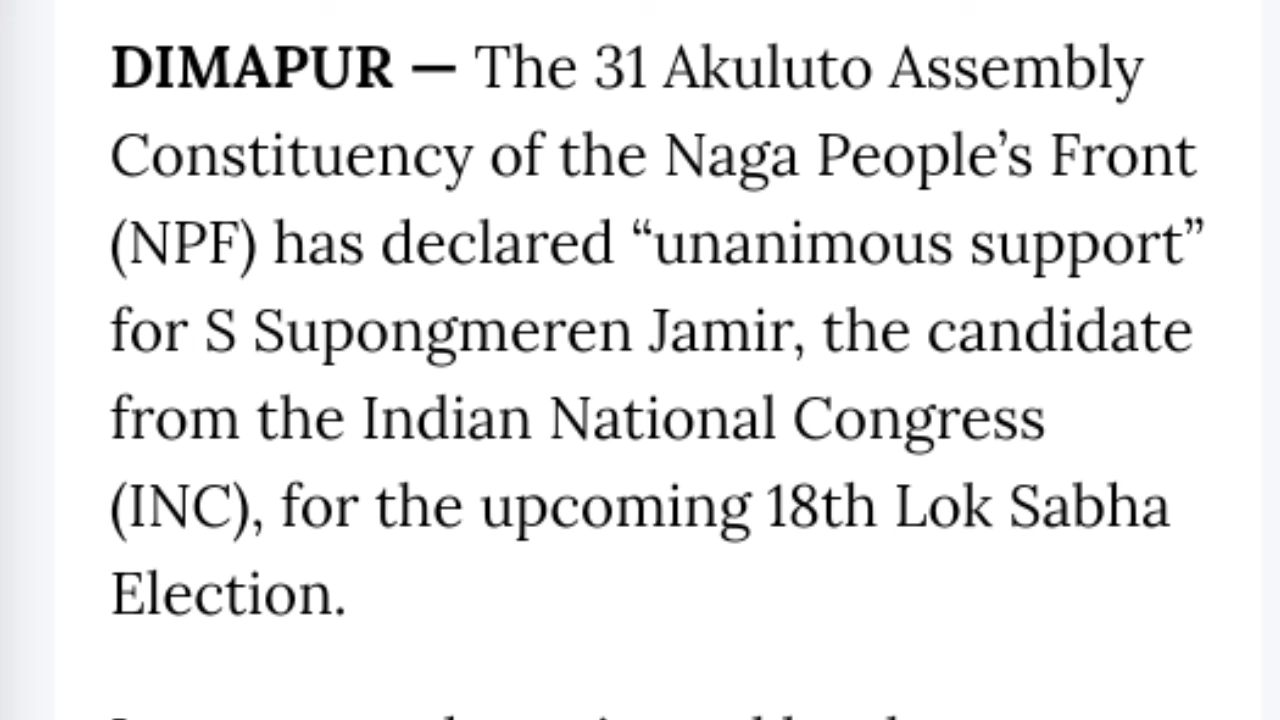 DIMAPUR — The 31 Akuluto Assembly
Constituency of the Naga People’s Front
(NPF) has declared “unanimous support”
for S Supongmeren Jamir, the candidate
from the Indian National Congress
(INC), for the upcoming 18th Lok Sabha
Election.